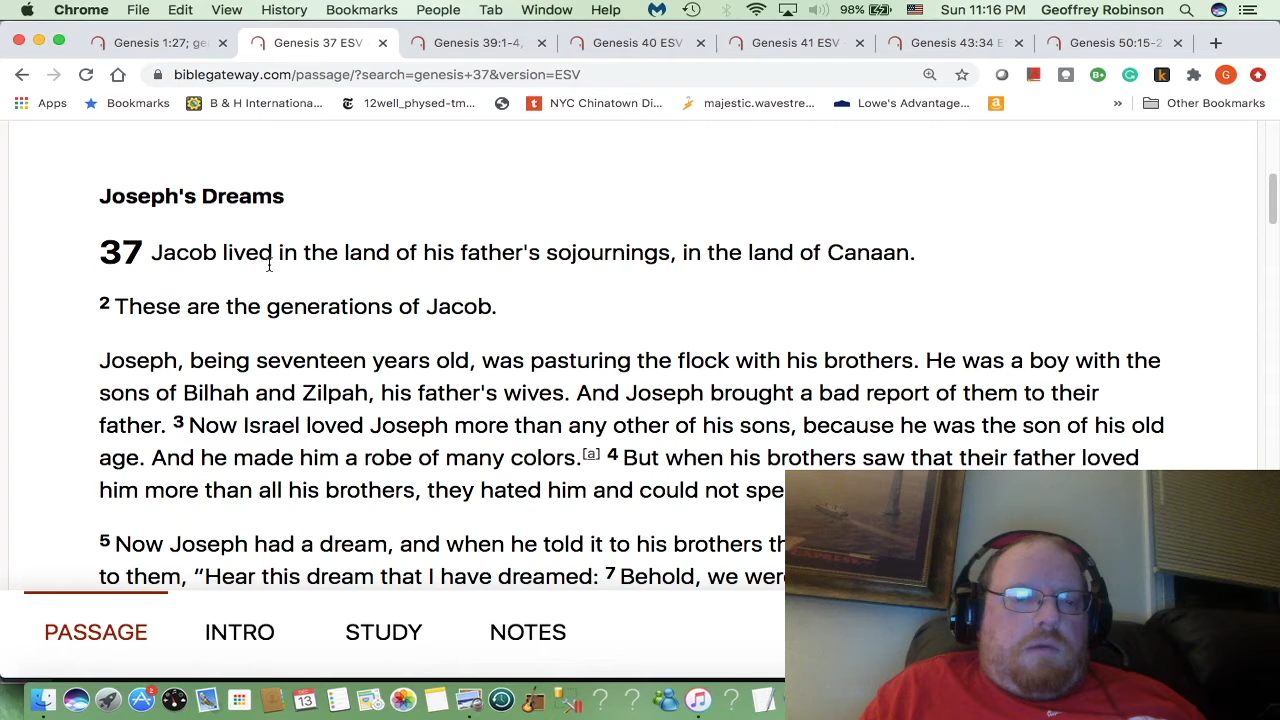 Chrome File Edit View History Bookmarks People Tab Window Help 98% Sun 11:16 PM Geoffrey Robinson
Genesis 1:27; ge Genesis 37 ESV - Genesis 39:1-4, Genesis 40 ESV Genesis 41 ESV - Genesis 43:34 E Genesis 50:15-2
biblegateway.com/passage/?search=genesis+37&version=ESV
Apps Bookmarks B & H Internationa... 12well_physed-tm... NYC Chinatown Di... majestic.wavestre... Lowe's Advantage... » Other Bookmarks
Joseph's Dreams
37 Jacob lived in the land of his father's sojournings, in the land of Canaan.
2 These are the generations of Jacob.
Joseph, being seventeen years old, was pasturing the flock with his brothers. He was a boy with the
sons of Bilhah and Zilpah, his father's wives. And Joseph brought a bad report of them to their
father. 3 Now Israel loved Joseph more than any other of his sons, because he was the son of his old
age. And he made him a robe of many colors.[a] 4 But when his brothers saw that their father loved
him more than all his brothers, they hated him and could not spe
5 Now Joseph had a dream, and when he told it to his brothers th
to them, “Hear this dream that I have dreamed: 7 Behold, we were
PASSAGE INTRO STUDY NOTES